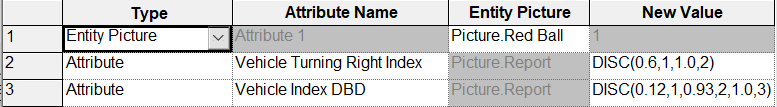 Type Attribute Name Entity Picture New Value
1 Entity Picture Attribute 1 Picture.Red Ball 1
2 Attribute Vehicle Turning Right Index Picture.Report DISC(0.6,1,1.0,2)
3 Attribute Vehicle Index DBD Picture.Report DISC(0.12,1,0.93,2,1.0,3)